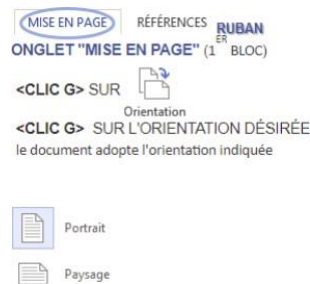 MISE EN PAGE RÉFÉRENCES RUBAN
ONGLET "MISE EN PAGE" (1ER BLOC)
<CLIC G> SUR
Orientation
<CLIC G> SUR L'ORIENTATION DÉSIRÉE
le document adopte l'orientation indiquée
Portrait
Paysage